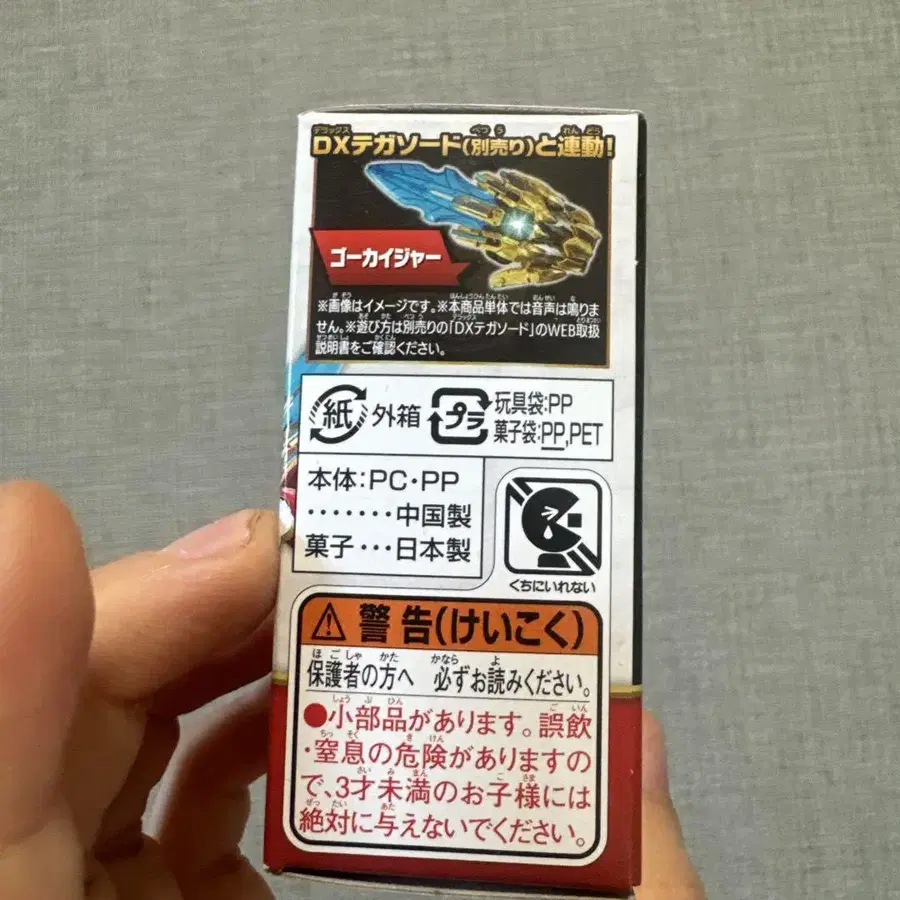 DXテガソード(別売り)と連動!
ゴーカイジャー
※画像はイメージです。※本商品単体では音声は鳴りま
せん。※遊び方は別売りの「DXテガソード」のWEB取扱
説明書をご確認ください。
紙 外箱 プラ 玩具袋:PP
菓子袋:PP,PET
本体:PC・PP
・・・・・・・中国製
菓子・・・日本製
くちにいれない
警告(けいこく)
保護者の方へ 必ずお読みください。
●小部品があります。誤飲
・窒息の危険がありますの
で、3才未満のお子様には
絶対に与えないでください。